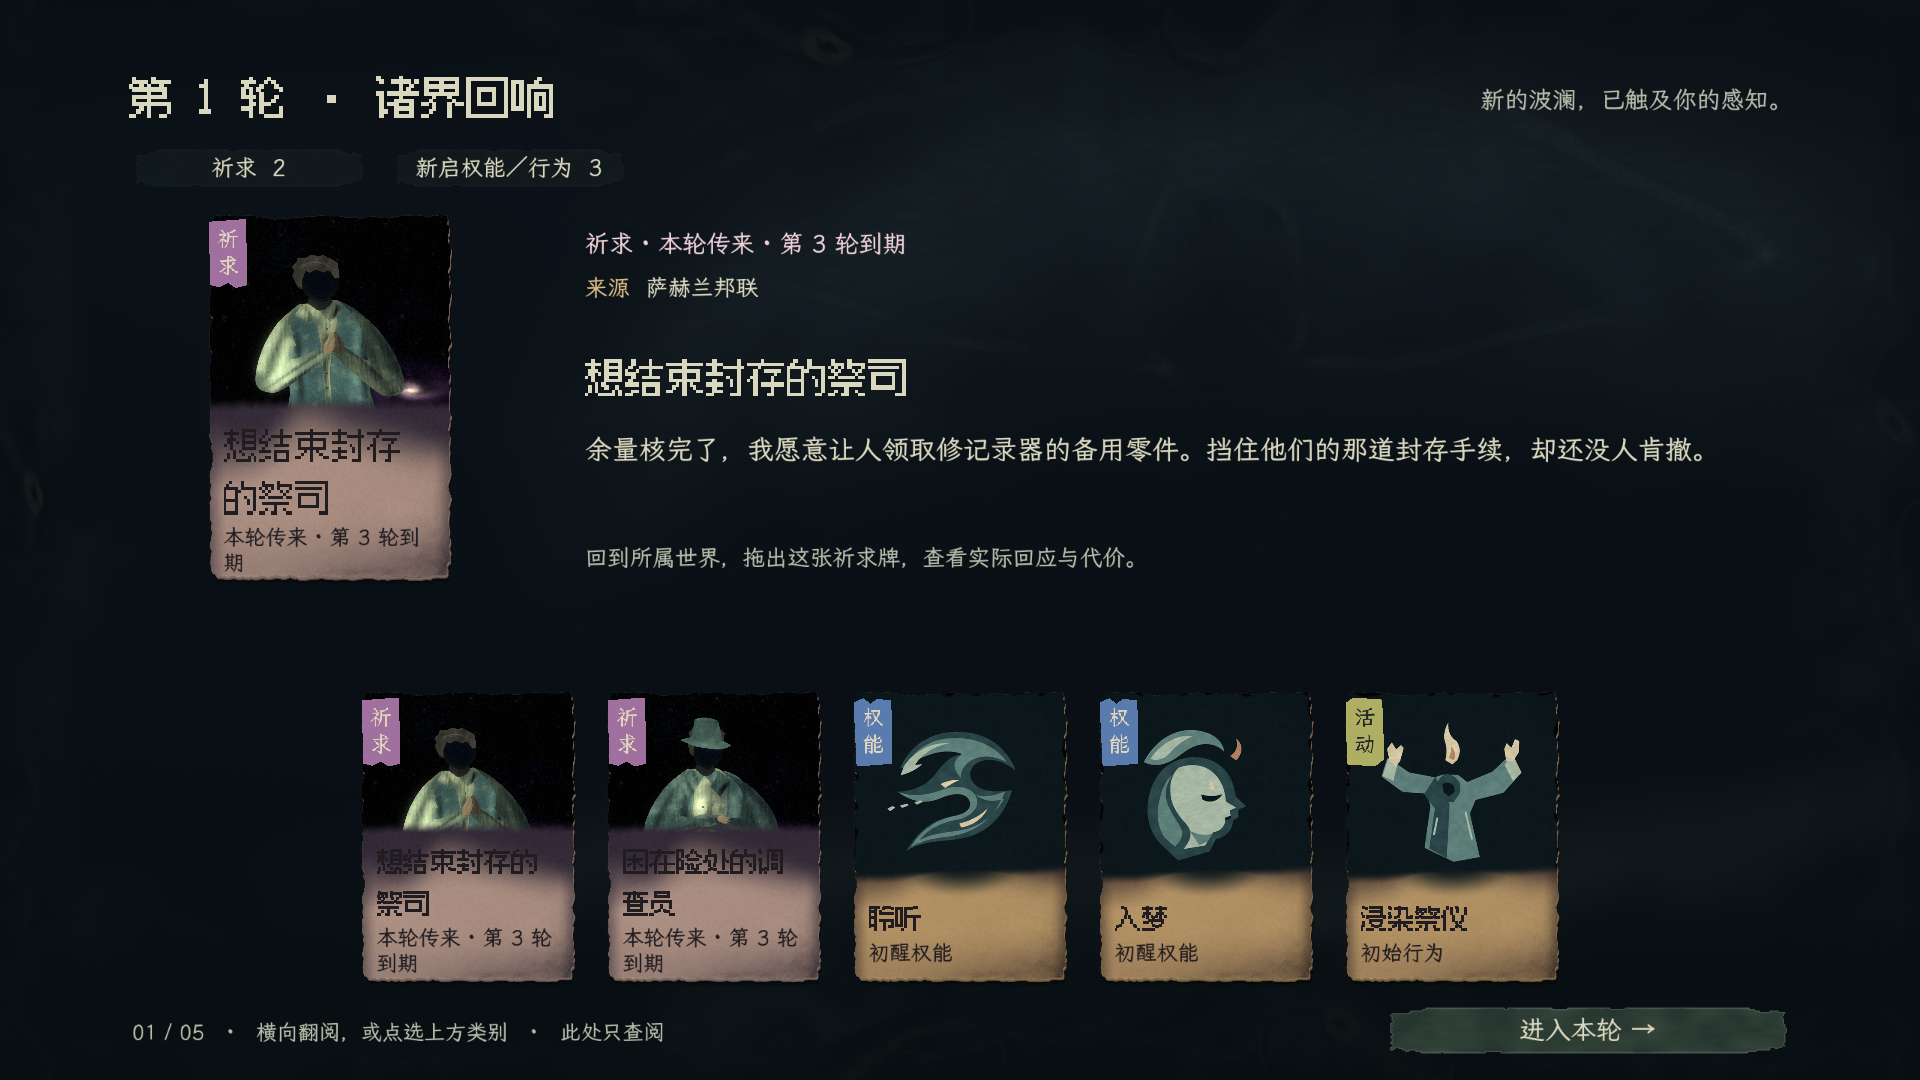 第 1 轮 · 诸界回响
新的波澜，已触及你的感知。
祈求 2
新启权能／行为 3
祈求
想结束封存
的祭司
本轮传来·第 3 轮到
期
祈求·本轮传来·第 3 轮到期
来源 萨赫兰邦联
想结束封存的祭司
余量核完了，我愿意让人领取修记录器的备用零件。挡住他们的那道封存手续，却还没人肯撤。
回到所属世界，拖出这张祈求牌，查看实际回应与代价。
祈求
想结束封存的
祭司
本轮传来·第 3 轮
到期
祈求
困在险处的调
查员
本轮传来·第 3 轮
到期
权能
聆听
初醒权能
权能
入梦
初醒权能
活动
浸染祭仪
初始行为
01 / 05 · 横向翻阅，或点选上方类别 · 此处只查阅
进入本轮 →